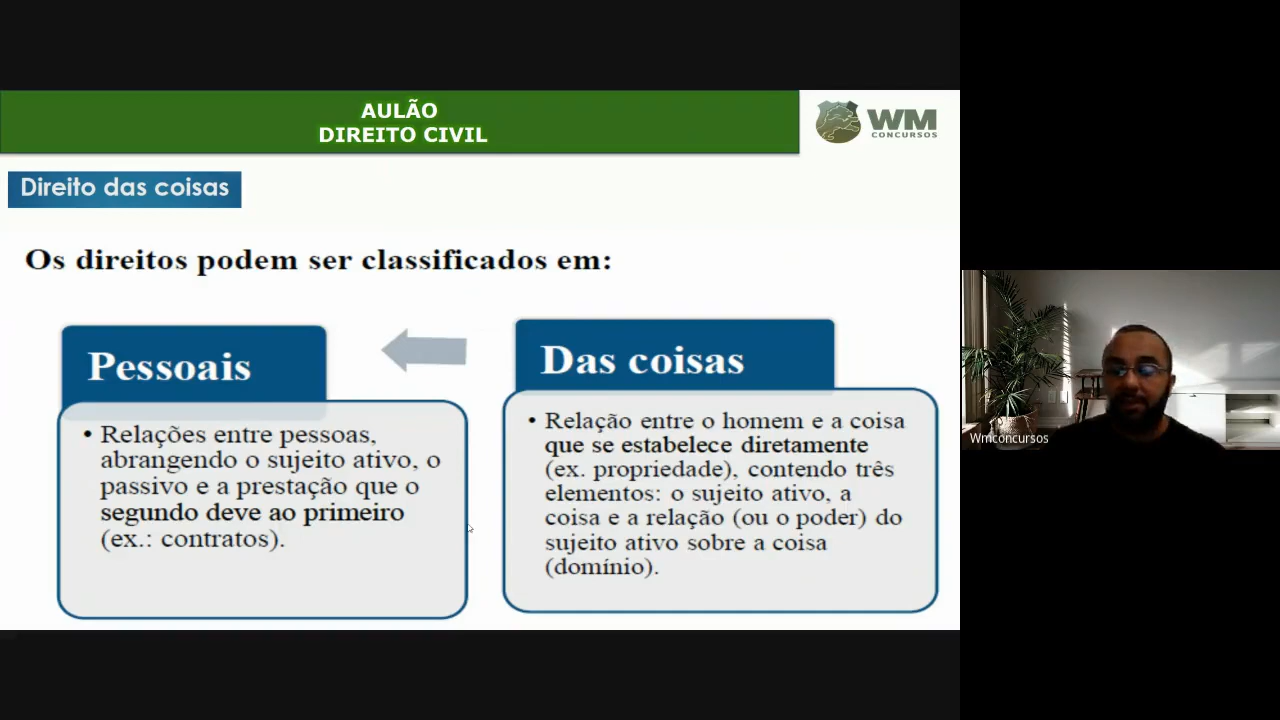 AULÃO
DIREITO CIVIL
WM
CONCURSOS
Direito das coisas
Os direitos podem ser classificados em:
Pessoais
• Relações entre pessoas,
abrangendo o sujeito ativo, o
passivo e a prestação que o
segundo deve ao primeiro
(ex.: contratos).
Das coisas
• Relação entre o homem e a coisa
que se estabelece diretamente
(ex. propriedade), contendo três
elementos: o sujeito ativo, a
coisa e a relação (ou o poder) do
sujeito ativo sobre a coisa
(domínio).
Wmconcursos